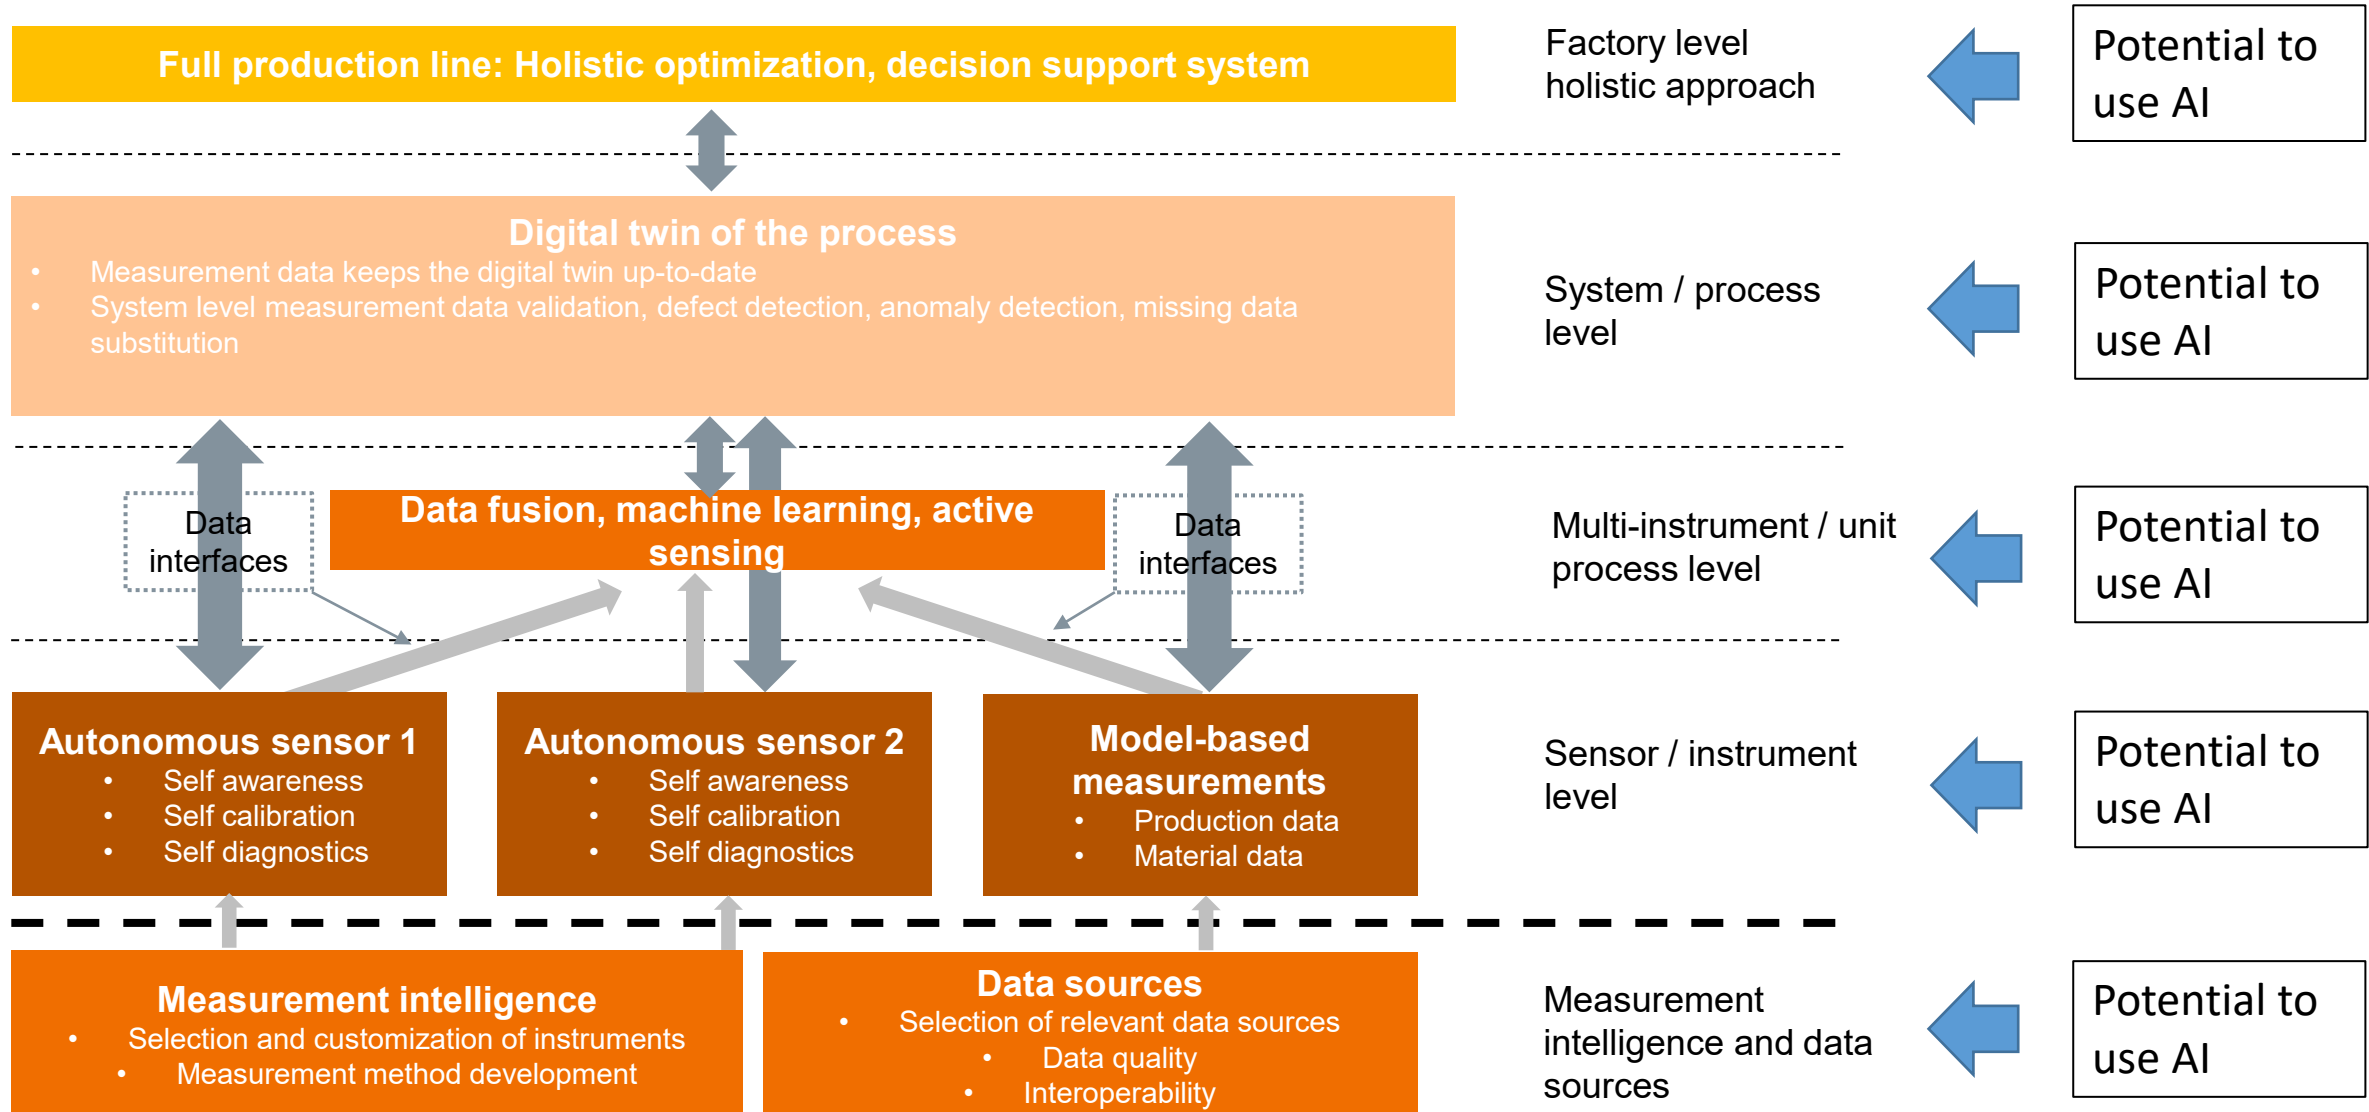 Full production line: Holistic optimization, decision support system
Factory level
holistic approach
Potential to
use AI
Digital twin of the process
• Measurement data keeps the digital twin up-to-date
• System level measurement data validation, defect detection, anomaly detection, missing data
substitution
System / process
level
Potential to
use AI
Data
interfaces
Data fusion, machine learning, active
sensing
Data
interfaces
Multi-instrument / unit
process level
Potential to
use AI
Autonomous sensor 1
• Self awareness
• Self calibration
• Self diagnostics
Autonomous sensor 2
• Self awareness
• Self calibration
• Self diagnostics
Model-based
measurements
• Production data
• Material data
Sensor / instrument
level
Potential to
use AI
Measurement intelligence
• Selection and customization of instruments
• Measurement method development
Data sources
• Selection of relevant data sources
• Data quality
• Interoperability
Measurement
intelligence and data
sources
Potential to
use AI